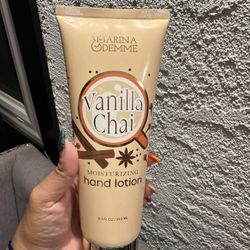 MARINA
& DEMME
Vanilla
Chai
MOISTURIZING
hand lotion